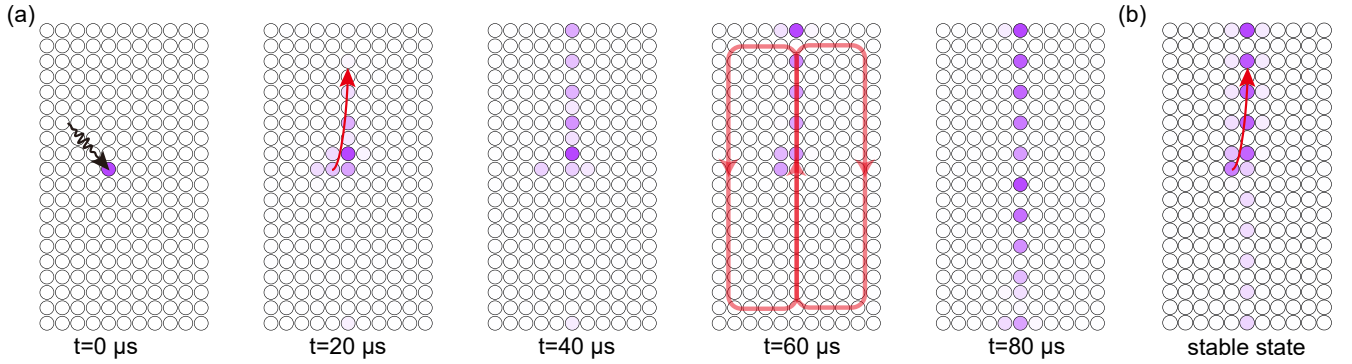 (a)
(b)
t=0 μs
t=20 μs
t=40 μs
t=60 μs
t=80 μs
stable state